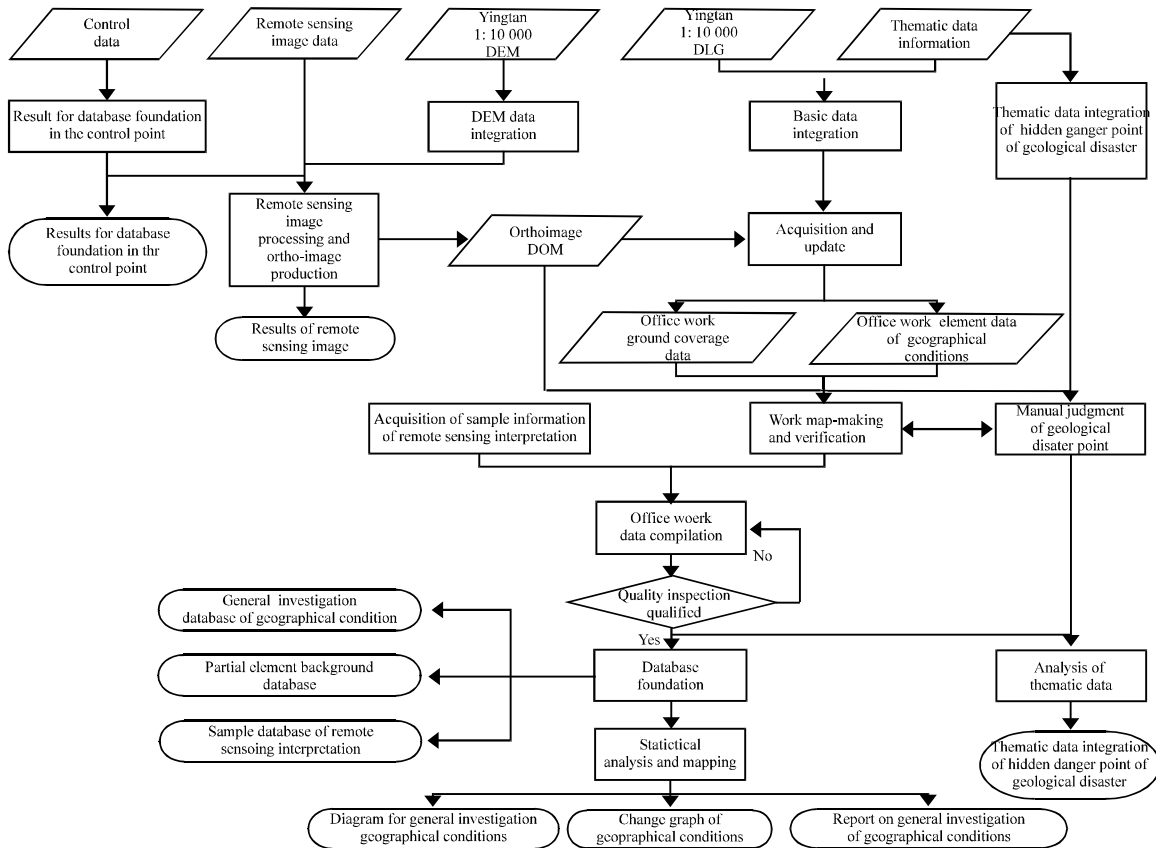 Control
data
Remote sensing
image data
Yingtan
1: 10 000
DEM
Yingtan
1: 10 000
DLG
Thematic data
information
Result for database foundation
in the control point
DEM data
integration
Basic data
integration
Thematic data integration
of hidden ganger point
of geological disaster
Results for database
foundation in thr
control point
Remote sensing
image
processing and
ortho-image
production
Orthoimage
DOM
Acquisition and
update
Results of remote
sensing image
Office work
ground coverage
data
Office work element data
of geographical
conditions
Acquisition of sample information
of remote sensing interpretation
Work map-making
and verification
Manual judgment
of geological
disater point
Office woerk
data compilation
No
Quality inspection
qualified
Yes
General investigation
database of geographical condition
Partial element background
database
Sample database of remote
sensoing interpretation
Database
foundation
Analysis of
thematic data
Statictical
analysis and mapping
Thematic data integration
of hidden danger point of
geological disaster
Diagram for general investigation
geographical conditions
Change graph of
geopraphical conditions
Report on general investigation
of geographical conditions